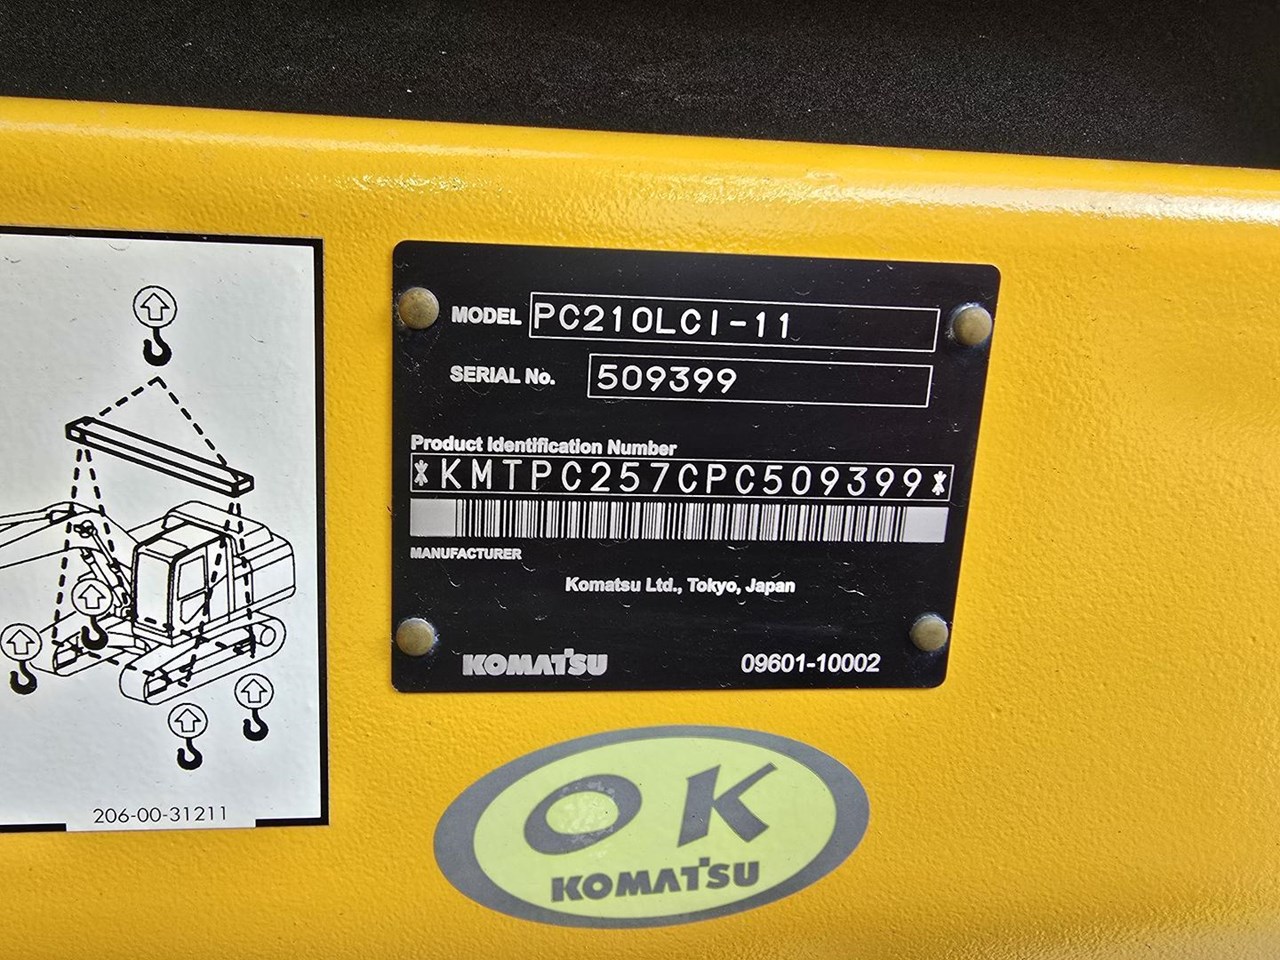 MODEL PC210LCI-11
SERIAL No. 509399
Product Identification Number
*KMTPC257CPC509399*
MANUFACTURER
Komatsu Ltd., Tokyo, Japan
KOMATSU 09601-10002
206-00-31211
OK
KOMATSU